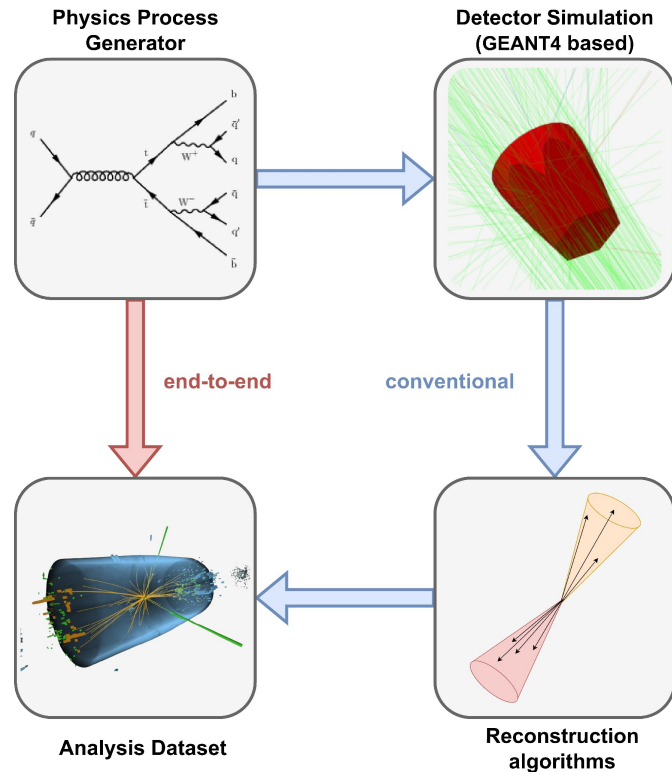 Physics Process
Generator
Detector Simulation
(GEANT4 based)
q
q̄
t
t̄
W⁺
W⁻
b
q̄'
q
q̄
q'
b̄
end-to-end
conventional
Analysis Dataset
Reconstruction
algorithms